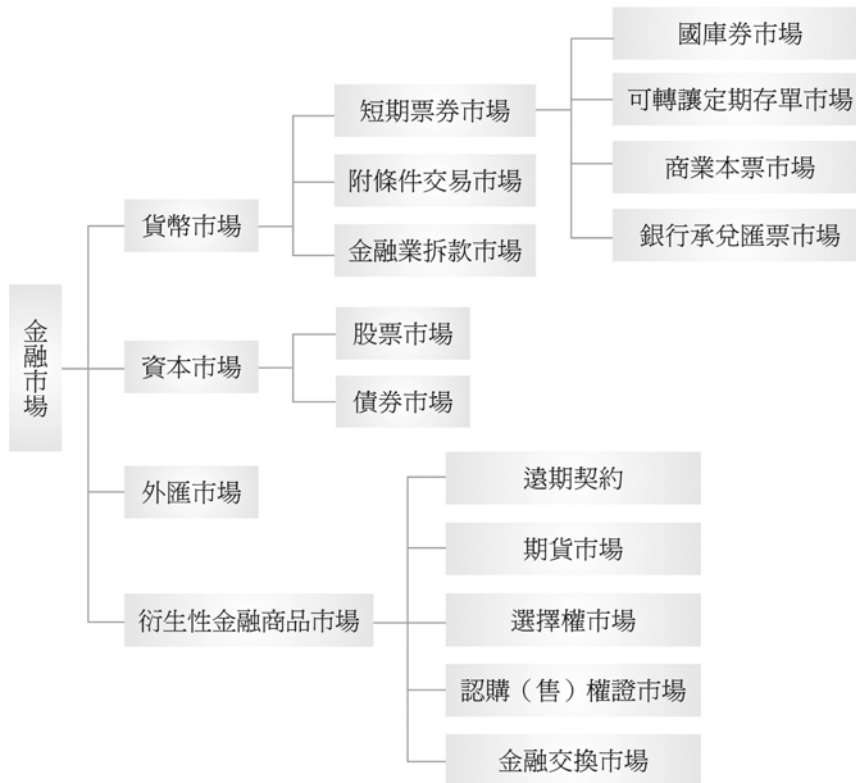 金融市場
貨幣市場
短期票券市場
國庫券市場
可轉讓定期存單市場
商業本票市場
銀行承兌匯票市場
附條件交易市場
金融業拆款市場
資本市場
股票市場
債券市場
外匯市場
衍生性金融商品市場
遠期契約
期貨市場
選擇權市場
認購（售）權證市場
金融交換市場